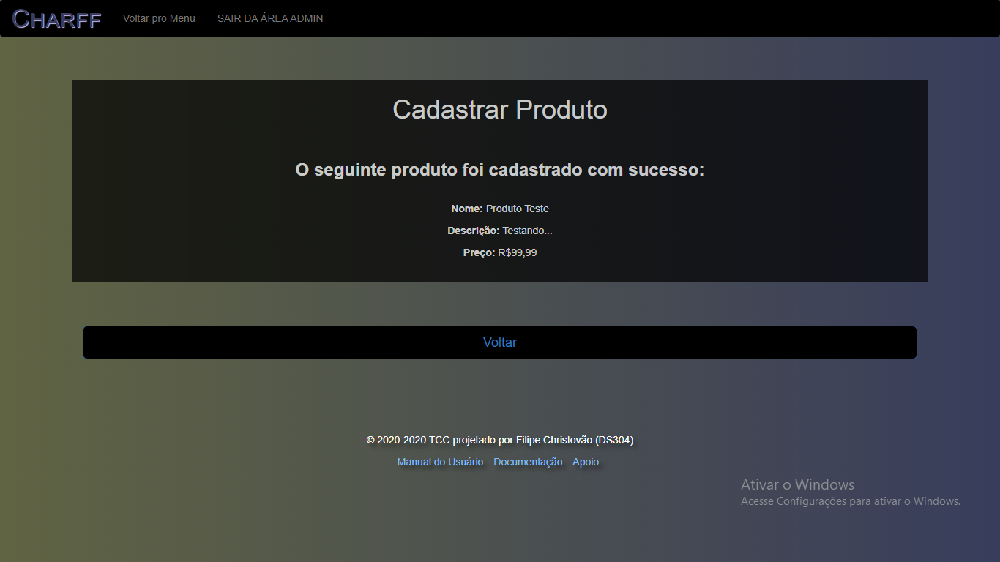 CHARFF Voltar pro Menu SAIR DA ÁREA ADMIN
Cadastrar Produto
O seguinte produto foi cadastrado com sucesso:
Nome: Produto Teste
Descrição: Testando...
Preço: R$99,99
Voltar
© 2020-2020 TCC projetado por Filipe Christovão (DS304)
Manual do Usuário Documentação Apoio
Ativar o Windows
Acesse Configurações para ativar o Windows.